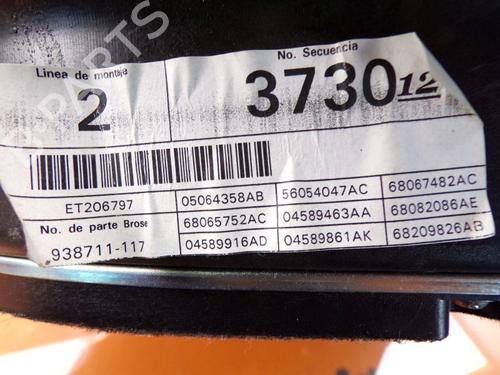 Linea de montaje
No. Secuencia
2
373012
ET206797
05064358AB
56054047AC
68067482AC
No. de parte Brose
68065752AC
04589463AA
68082086AE
938711-117
04589916AD
04589861AK
68209826AB